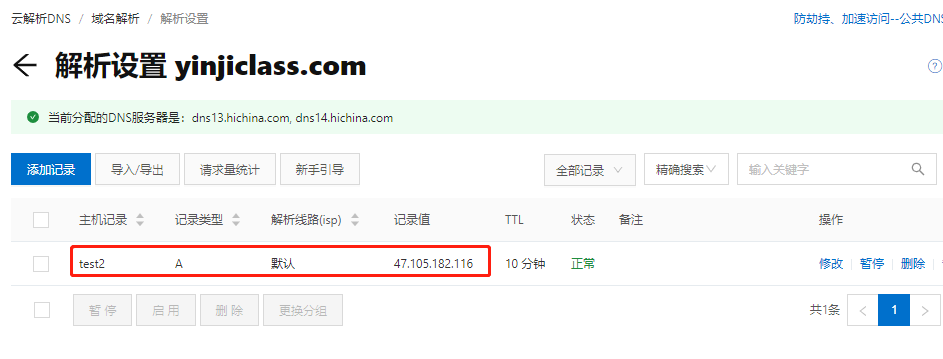 云解析DNS / 域名解析 / 解析设置 防劫持、加速访问--公共DNS
← 解析设置 yinjiclass.com
当前分配的DNS服务器是：dns13.hichina.com, dns14.hichina.com
添加记录 导入/导出 请求量统计 新手引导 全部记录 精确搜索 输入关键字
主机记录 记录类型 解析线路(isp) 记录值 TTL 状态 备注 操作
test2 A 默认 47.105.182.116 10 分钟 正常 修改 暂停 删除
暂停 启用 删除 更换分组 共1条 < 1 >